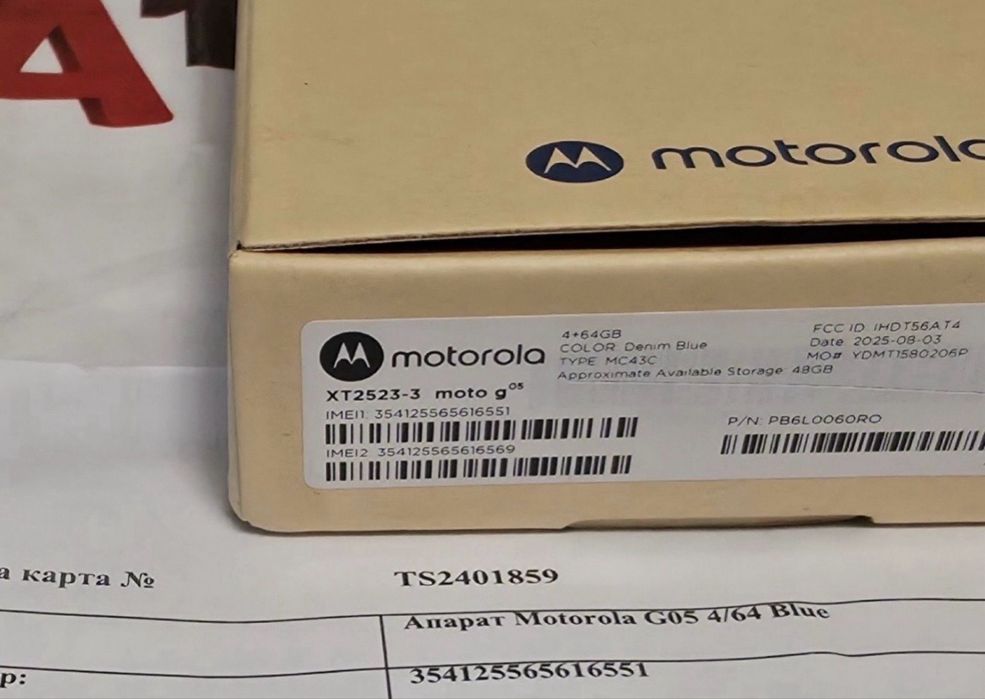 AT
motorola
motorola
4+64GB
COLOR: Denim Blue
TYPE: MC43C
Approximate Available Storage: 48GB
FCC ID: IHDT56AT4
Date: 2025-08-03
MO#: YDMT1580206P
XT2523-3 moto g05
IMEI1: 354125565616551
IMEI2: 354125565616569
P/N: PB6L0060RO
а карта № TS2401859
Апарат Motorola G05 4/64 Blue
р: 354125565616551